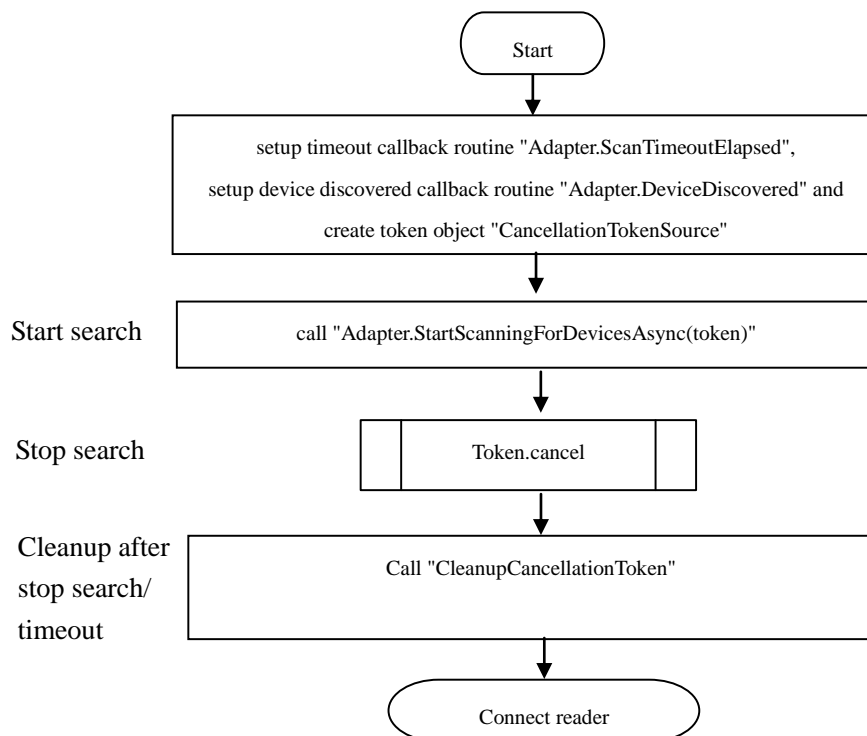 Start
setup timeout callback routine "Adapter.ScanTimeoutElapsed",
setup device discovered callback routine "Adapter.DeviceDiscovered" and
create token object "CancellationTokenSource"
Start search
call "Adapter.StartScanningForDevicesAsync(token)"
Stop search
Token.cancel
Cleanup after
stop search/
timeout
Call "CleanupCancellationToken"
Connect reader